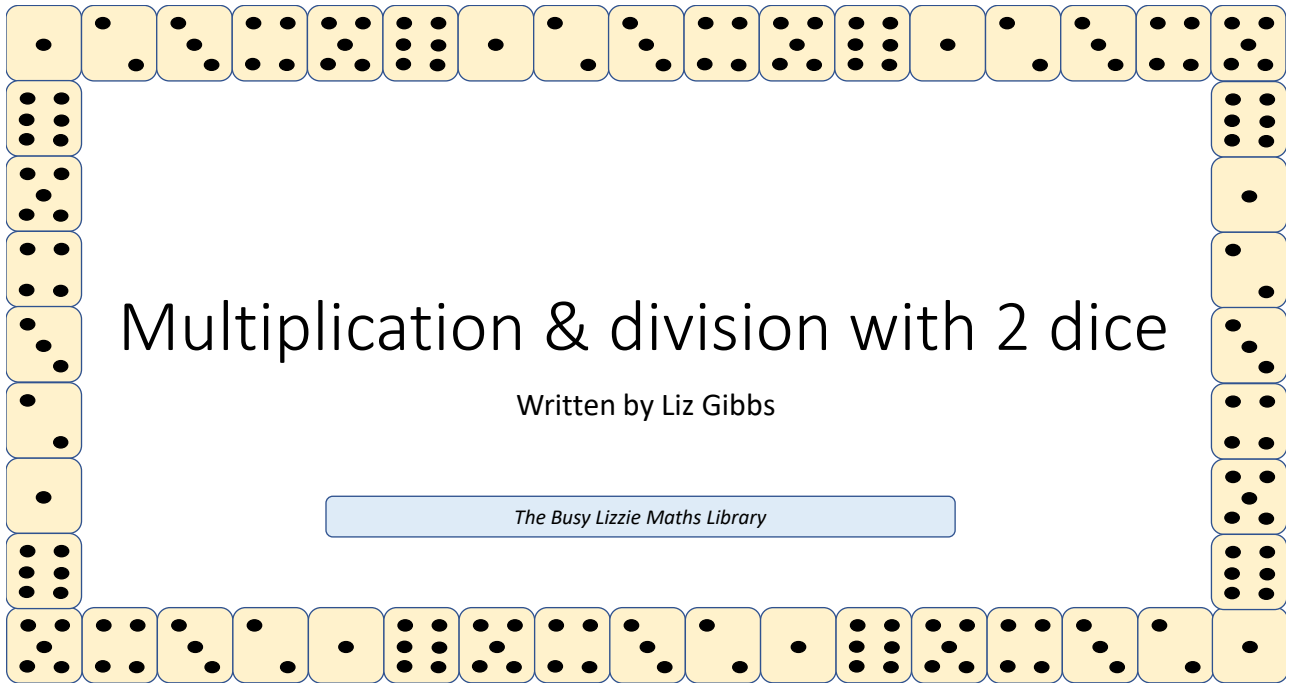 Multiplication & division with 2 dice
Written by Liz Gibbs
The Busy Lizzie Maths Library